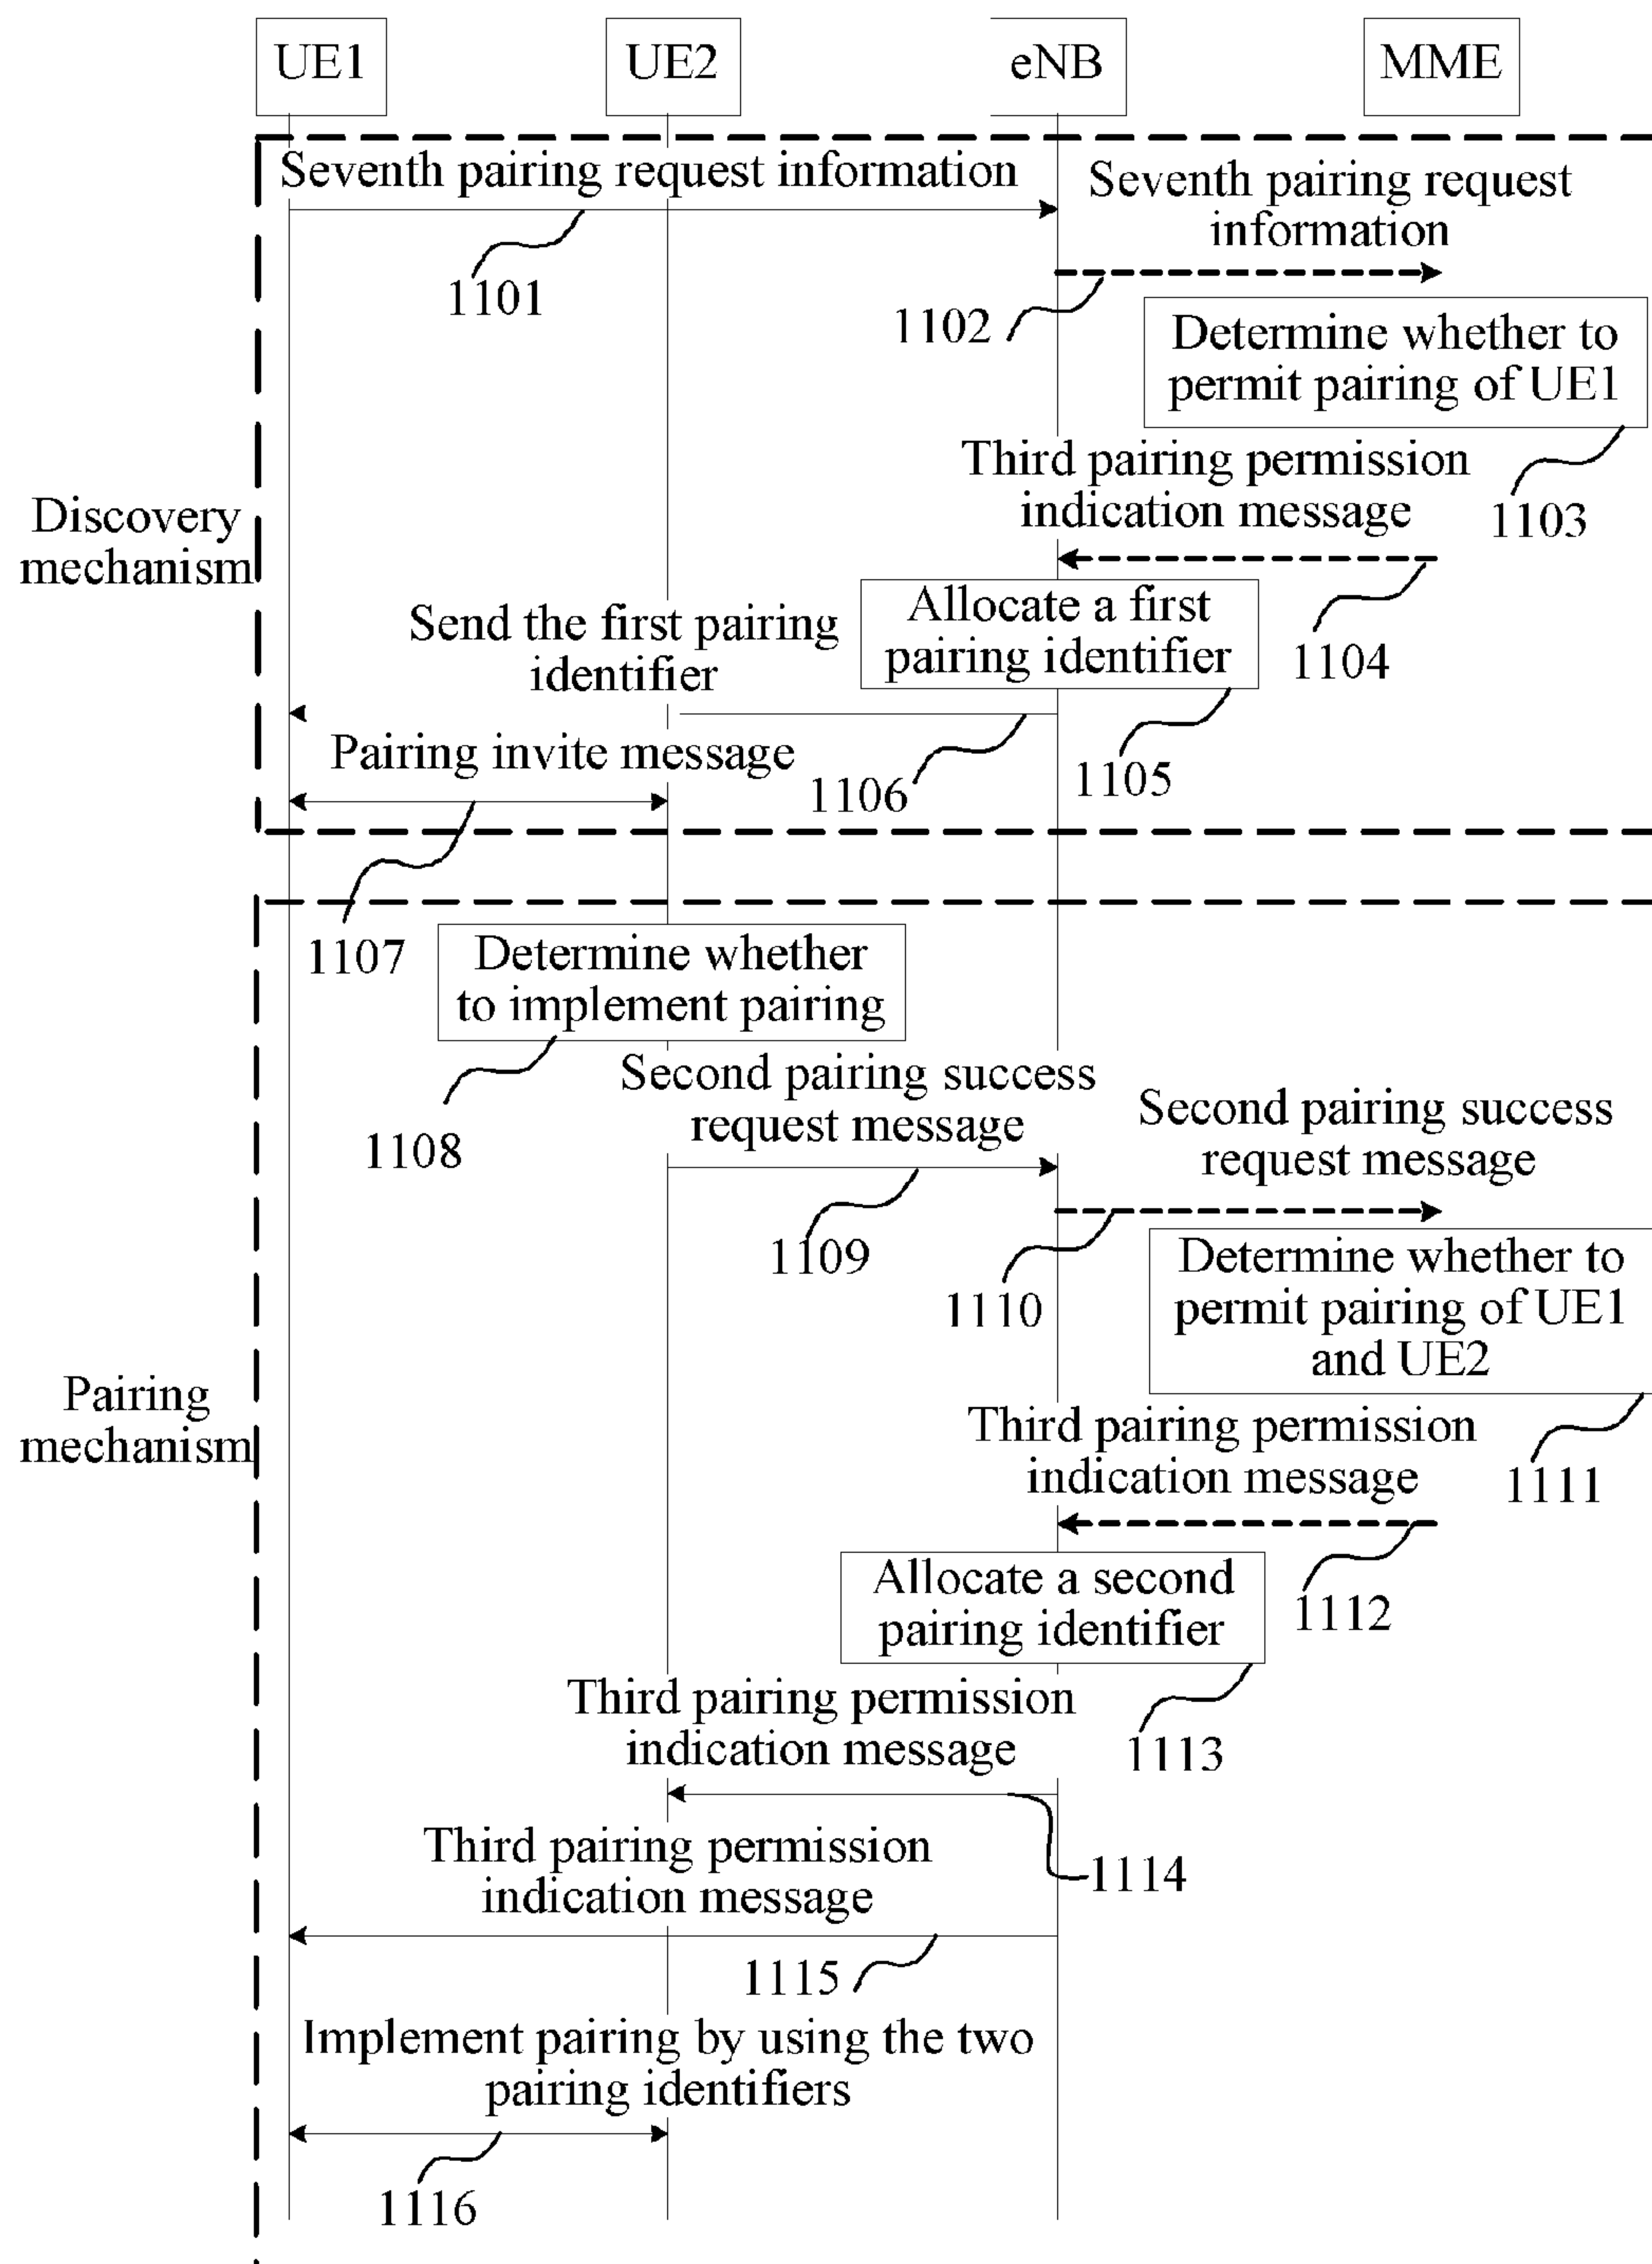 UE1
UE2
eNB
MME
Seventh pairing request information
1101
Seventh pairing request
information
1102
Determine whether to
permit pairing of UE1
1103
Third pairing permission
indication message
1104
Discovery
mechanism
Allocate a first
pairing identifier
1105
Send the first pairing
identifier
1106
Pairing invite message
1107
Determine whether
to implement pairing
1108
Second pairing success
request message
1109
Second pairing success
request message
1110
Determine whether to
permit pairing of UE1
and UE2
1111
Pairing
mechanism
Third pairing permission
indication message
1112
Allocate a second
pairing identifier
1113
Third pairing permission
indication message
1114
Third pairing permission
indication message
1115
Implement pairing by using the two
pairing identifiers
1116